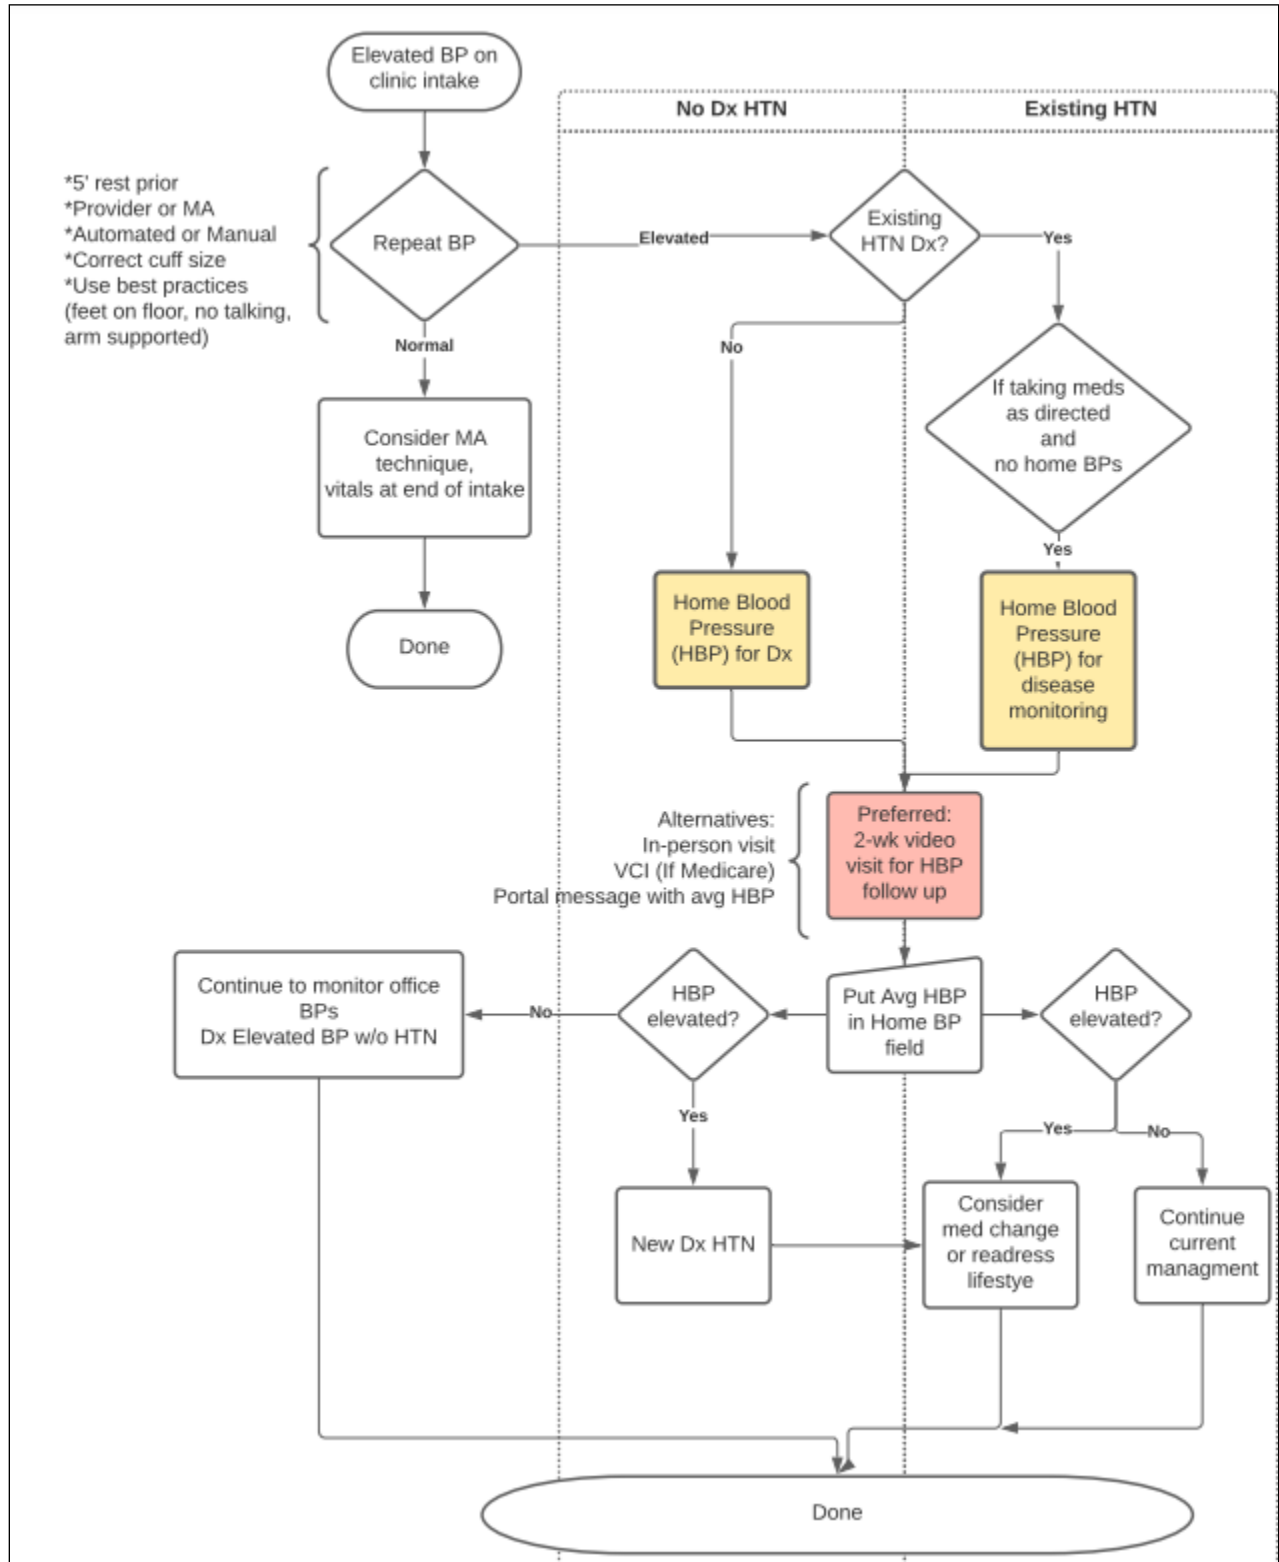 Elevated BP on
clinic intake
No Dx HTN
Existing HTN
*5' rest prior
*Provider or MA
*Automated or Manual
*Correct cuff size
*Use best practices
(feet on floor, no talking,
arm supported)
Repeat BP
Elevated
Existing
HTN Dx?
Yes
Normal
No
If taking meds
as directed
and
no home BPs
Consider MA
technique,
vitals at end of intake
Yes
Done
Home Blood
Pressure
(HBP) for Dx
Home Blood
Pressure
(HBP) for
disease
monitoring
Alternatives:
In-person visit
VCI (If Medicare)
Portal message with avg HBP
Preferred:
2-wk video
visit for HBP
follow up
Continue to monitor office
BPs
Dx Elevated BP w/o HTN
No
HBP
elevated?
Put Avg HBP
in Home BP
field
HBP
elevated?
Yes
Yes
No
New Dx HTN
Consider
med change
or readress
lifestye
Continue
current
managment
Done